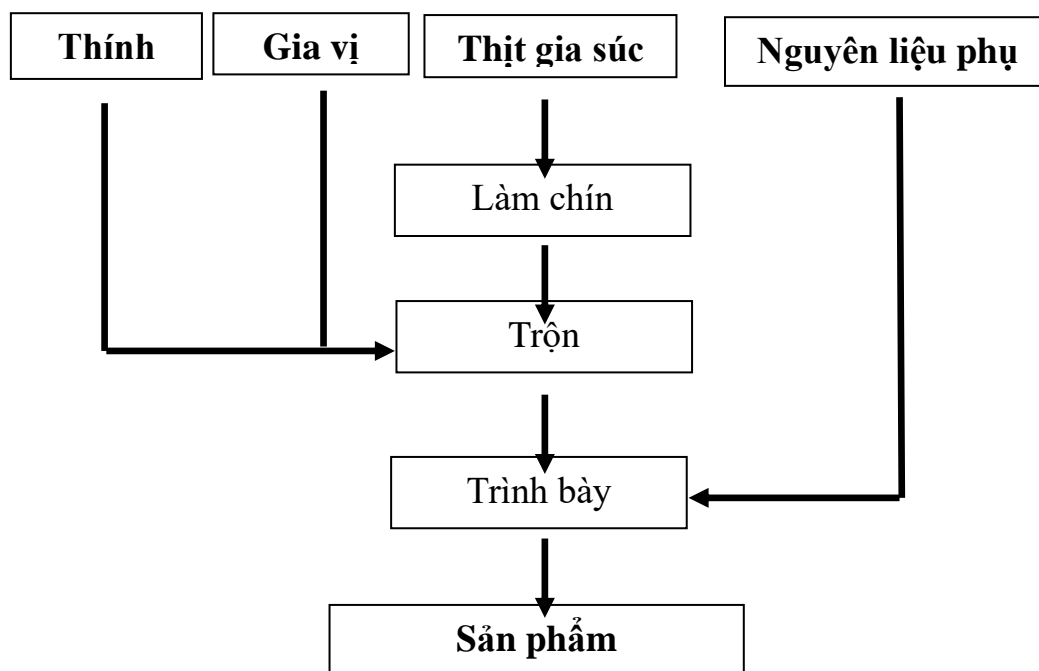 Thính
Gia vị
Thịt gia súc
Nguyên liệu phụ
Làm chín
Trộn
Trình bày
Sản phẩm